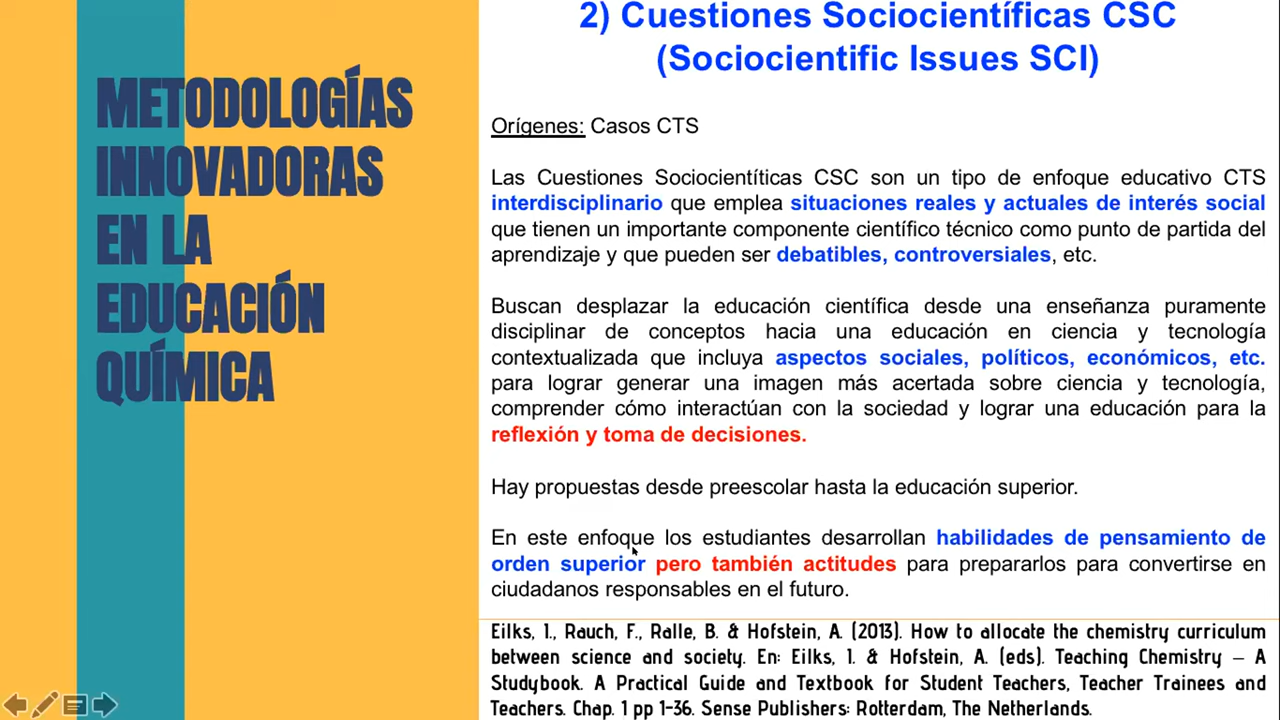 METODOLOGÍAS
INNOVADORAS
EN LA
EDUCACIÓN
QUÍMICA
2) Cuestiones Sociocientíficas CSC
(Sociocientific Issues SCI)
Orígenes: Casos CTS
Las Cuestiones Sociocientíticas CSC son un tipo de enfoque educativo CTS
interdisciplinario que emplea situaciones reales y actuales de interés social
que tienen un importante componente científico técnico como punto de partida del
aprendizaje y que pueden ser debatibles, controversiales, etc.
Buscan desplazar la educación científica desde una enseñanza puramente
disciplinar de conceptos hacia una educación en ciencia y tecnología
contextualizada que incluya aspectos sociales, políticos, económicos, etc.
para lograr generar una imagen más acertada sobre ciencia y tecnología,
comprender cómo interactúan con la sociedad y lograr una educación para la
reflexión y toma de decisiones.
Hay propuestas desde preescolar hasta la educación superior.
En este enfoque los estudiantes desarrollan habilidades de pensamiento de
orden superior pero también actitudes para prepararlos para convertirse en
ciudadanos responsables en el futuro.
Eilks, I., Rauch, F., Ralle, B. & Hofstein, A. (2013). How to allocate the chemistry curriculum
between science and society. En: Eilks, I. & Hofstein, A. (eds). Teaching Chemistry – A
Studybook. A Practical Guide and Textbook for Student Teachers, Teacher Trainees and
Teachers. Chap. 1 pp 1-36. Sense Publishers: Rotterdam, The Netherlands.